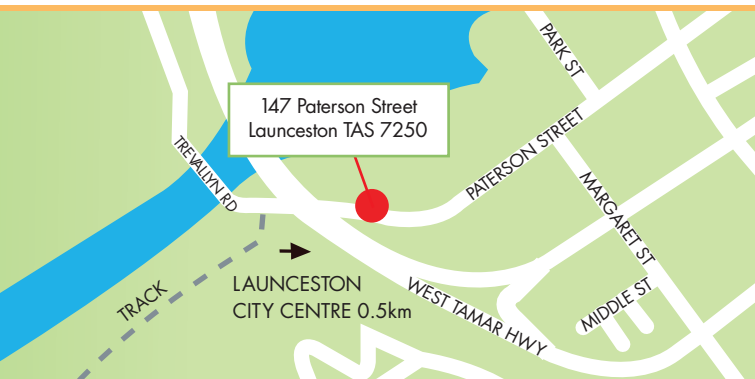 PARK ST
147 Paterson Street
Launceston TAS 7250
PATERSON STREET
TREVALLYN RD
MARGARET ST
LAUNCESTON
CITY CENTRE 0.5km
TRACK
WEST TAMAR HWY
MIDDLE ST